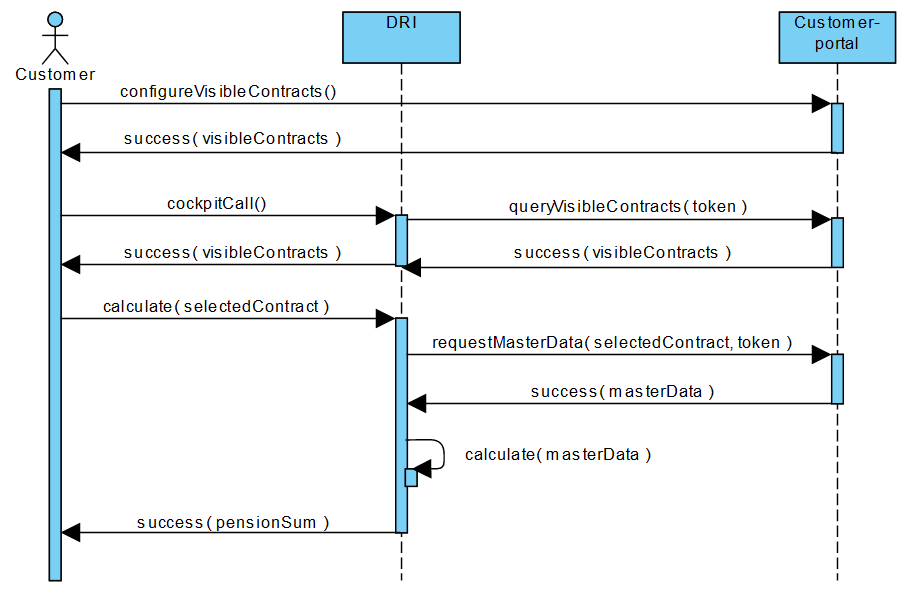 DRI
Customer-
portal
Customer
configureVisibleContracts()
success(visibleContracts)
cockpitCall()
queryVisibleContracts(token)
success(visibleContracts)
success(visibleContracts)
calculate(selectedContract)
requestMasterData(selectedContract,token)
success(masterData)
calculate(masterData)
success(pensionSum)